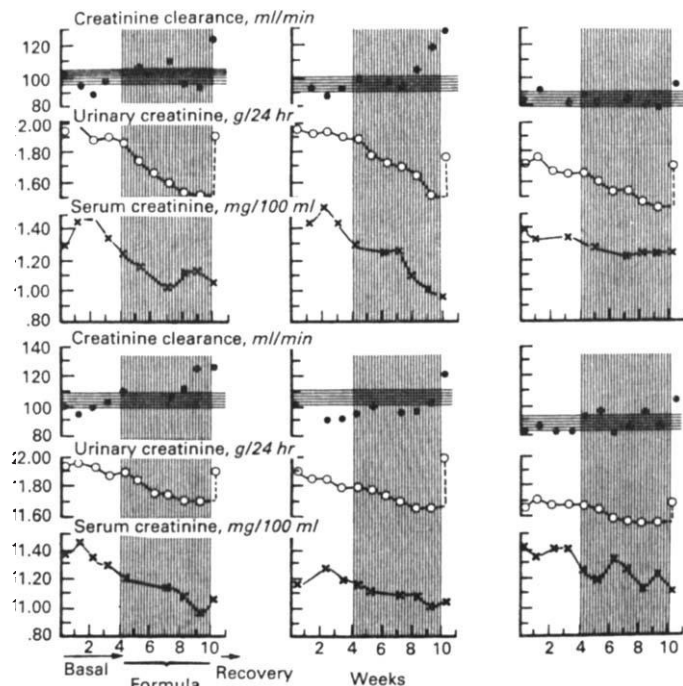 Creatinine clearance, ml/min
120
100
80
Urinary creatinine, g/24 hr
2.00
1.80
1.60
Serum creatinine, mg/100 ml
1.40
1.20
1.00
.80
Creatinine clearance, ml/min
140
120
100
80
Urinary creatinine, g/24 hr
2.00
1.80
1.60
Serum creatinine, mg/100 ml
1.40
1.20
1.00
.80
2 4 6 8 10 2 4 6 8 10 2 4 6 8 10
Basal Recovery Weeks
Formula